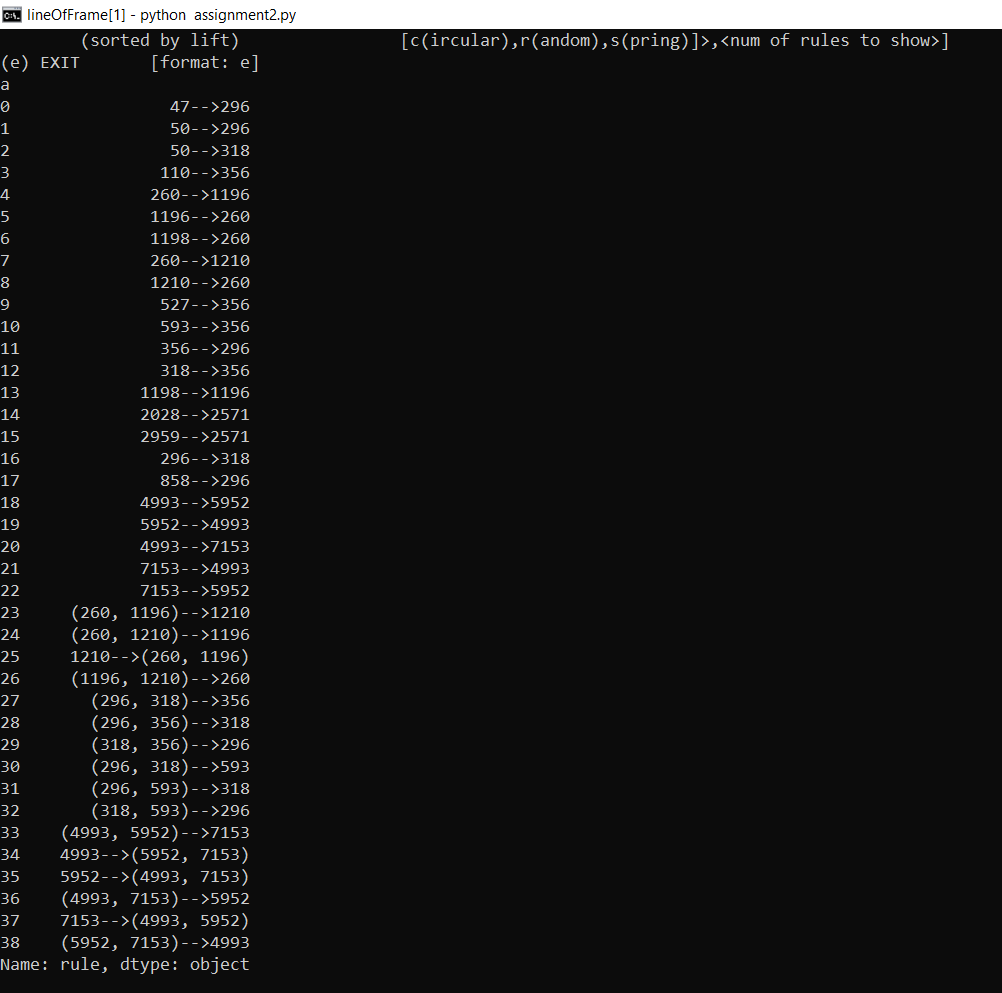 lineOfFrame[1] - python  assignment2.py
        (sorted by lift)                [c(ircular),r(andom),s(pring)]>,<num of rules to show>]
(e) EXIT       [format: e]
a
0                47-->296
1                50-->296
2                50-->318
3               110-->356
4              260-->1196
5              1196-->260
6              1198-->260
7              260-->1210
8              1210-->260
9               527-->356
10              593-->356
11              356-->296
12              318-->356
13            1198-->1196
14            2028-->2571
15            2959-->2571
16              296-->318
17              858-->296
18            4993-->5952
19            5952-->4993
20            4993-->7153
21            7153-->4993
22            7153-->5952
23     (260, 1196)-->1210
24     (260, 1210)-->1196
25     1210-->(260, 1196)
26     (1196, 1210)-->260
27       (296, 318)-->356
28       (296, 356)-->318
29       (318, 356)-->296
30       (296, 318)-->593
31       (296, 593)-->318
32       (318, 593)-->296
33    (4993, 5952)-->7153
34    4993-->(5952, 7153)
35    5952-->(4993, 7153)
36    (4993, 7153)-->5952
37    7153-->(4993, 5952)
38    (5952, 7153)-->4993
Name: rule, dtype: object